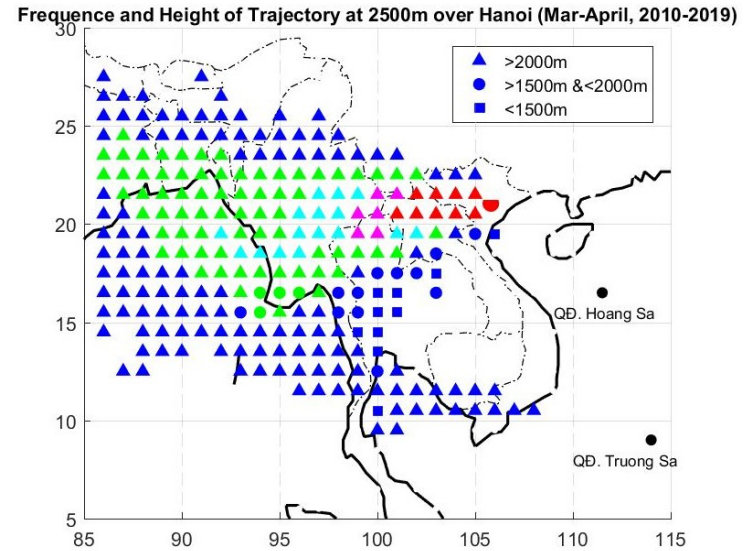 Frequence and Height of Trajectory at 2500m over Hanoi (Mar-April, 2010-2019)
30
>2000m
>1500m &<2000m
<1500m
25
20
QĐ. Hoang Sa
15
10
QĐ. Truong Sa
5
85 90 95 100 105 110 115